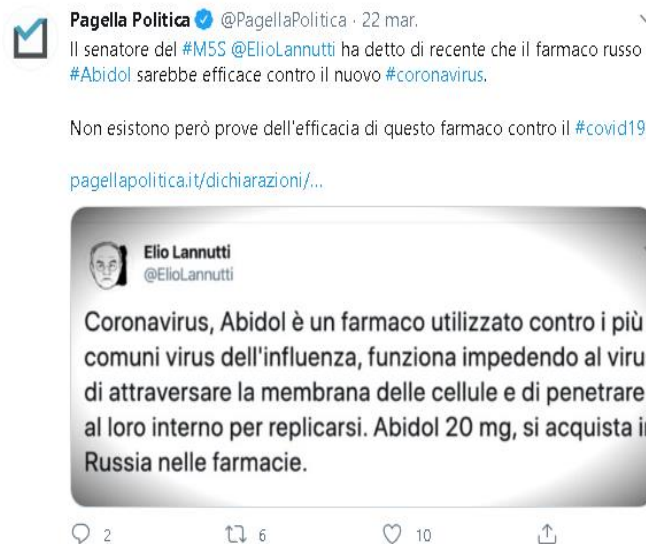 Pagella Politica @PagellaPolitica · 22 mar.
Il senatore del #M5S @ElioLannutti ha detto di recente che il farmaco russo
#Abidol sarebbe efficace contro il nuovo #coronavirus.
Non esistono però prove dell'efficacia di questo farmaco contro il #covid19
pagellapolitica.it/dichiarazioni/...
Elio Lannutti
@ElioLannutti
Coronavirus, Abidol è un farmaco utilizzato contro i più
comuni virus dell'influenza, funziona impedendo al viru
di attraversare la membrana delle cellule e di penetrare
al loro interno per replicarsi. Abidol 20 mg, si acquista i
Russia nelle farmacie.
2 6 10